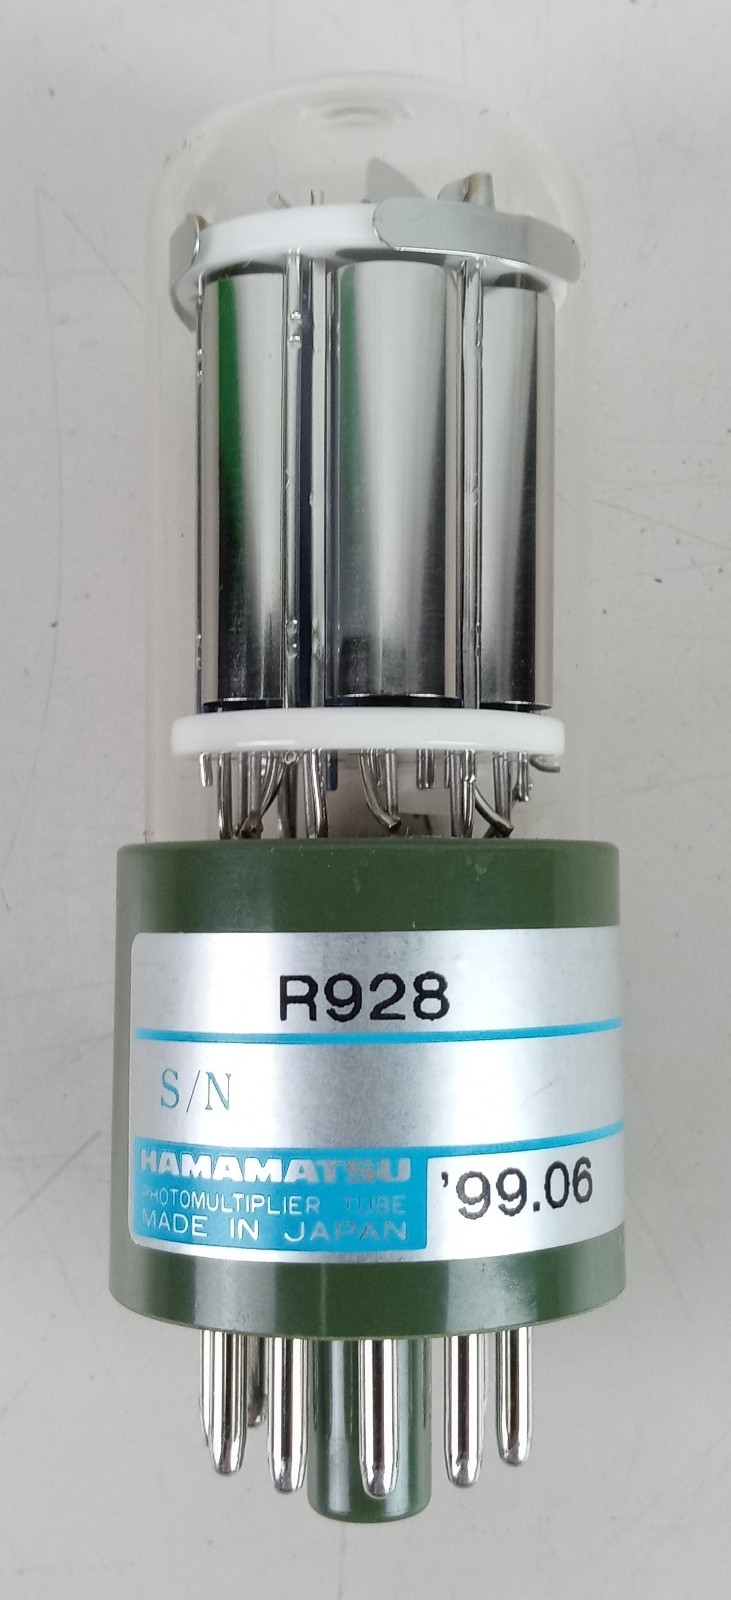 R928
S/N
HAMAMATSU
PHOTOMULTIPLIER TUBE
MADE IN JAPAN
'99.06